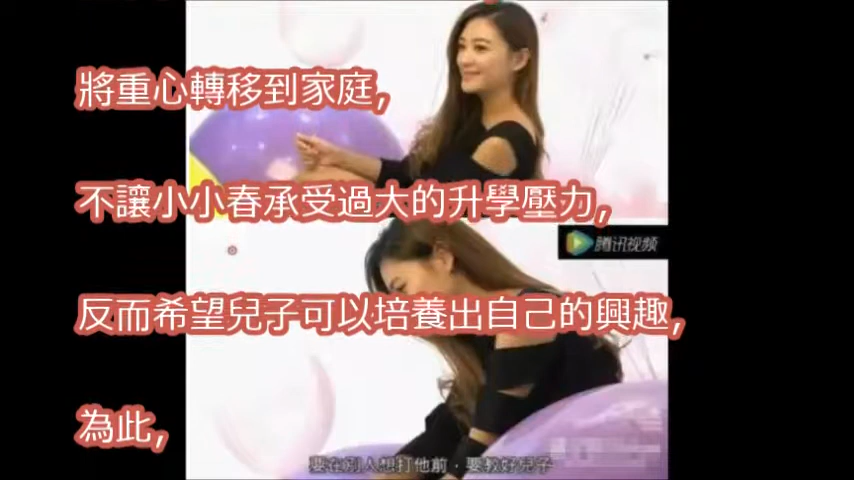 將重心轉移到家庭,
不讓小小春承受過大的升學壓力,
腾讯视频
反而希望兒子可以培養出自己的興趣,
為此,
要在別人想打他前，要教好兒子